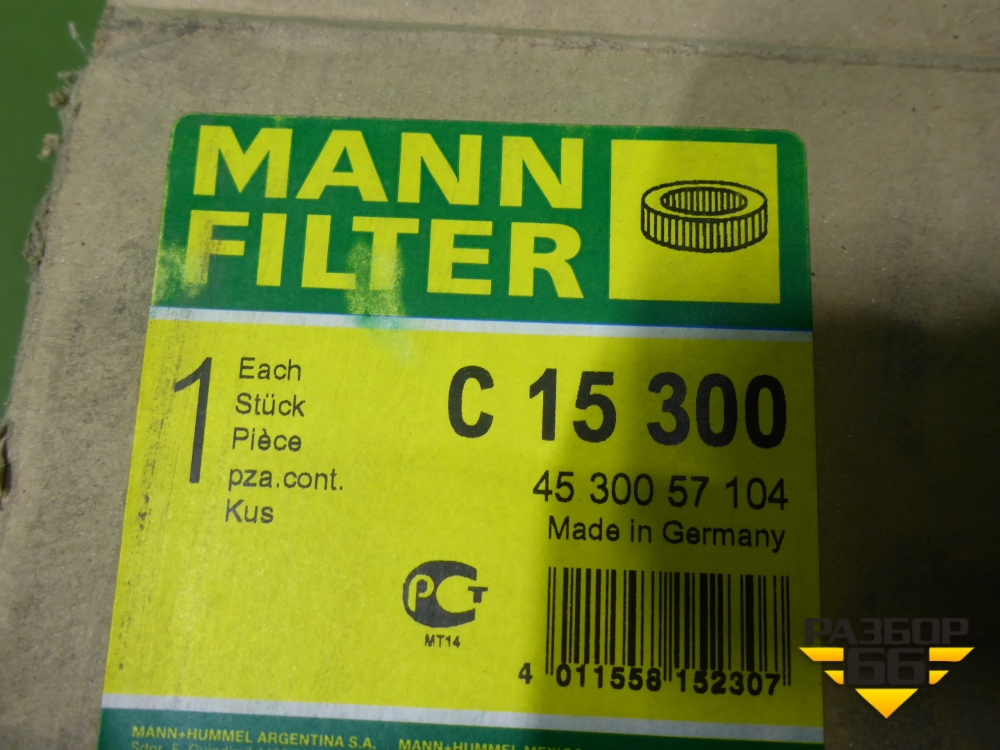 MANN
FILTER
1
Each
Stück
Pièce
pza.cont.
Kus
C 15 300
45 300 57 104
Made in Germany
РСТ
MT14
4 011558 152307
РАЗБОР
66
MANN+HUMMEL ARGENTINA S.A. MANN+HUMMEL